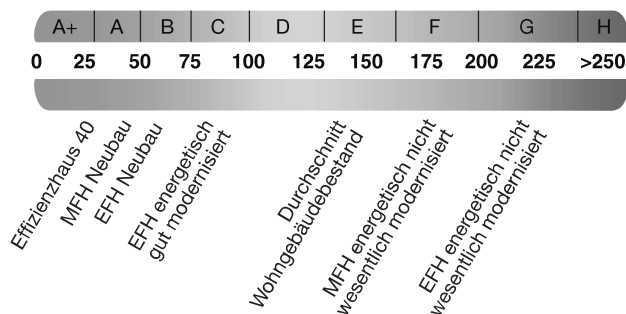 A+ A B C D E F G H
0 25 50 75 100 125 150 175 200 225 >250
Effizienzhaus 40
MFH Neubau
EFH Neubau
EFH energetisch
gut modernisiert
Durchschnitt
Wohngebäudebestand
MFH energetisch nicht
wesentlich modernisiert
EFH energetisch nicht
wesentlich modernisiert